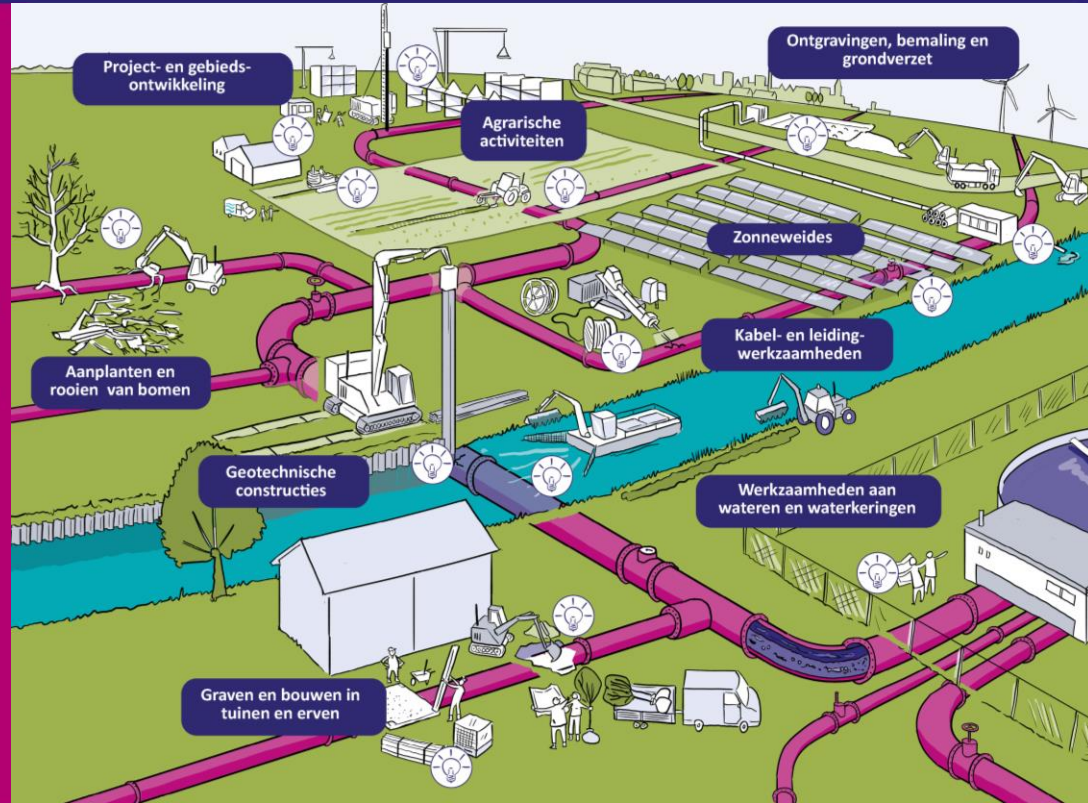 Project- en gebieds-
ontwikkeling
Ontgravingen, bemaling en
grondverzet
Agrarische
activiteiten
Zonneweides
Kabel- en leiding-
werkzaamheden
Aanplanten en
rooien van bomen
Geotechnische
constructies
Werkzaamheden aan
wateren en waterkeringen
Graven en bouwen in
tuinen en erven